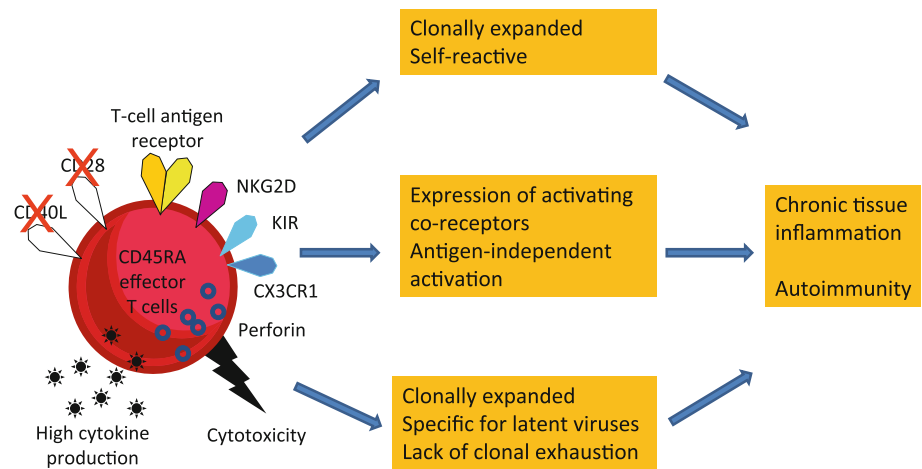 Clonally expanded
Self-reactive
T-cell antigen
receptor
CD28
CD40L
NKG2D
KIR
CX3CR1
CD45RA
effector
T cells
Perforin
High cytokine
production
Cytotoxicity
Expression of activating
co-receptors
Antigen-independent
activation
Clonally expanded
Specific for latent viruses
Lack of clonal exhaustion
Chronic tissue
inflammation
Autoimmunity